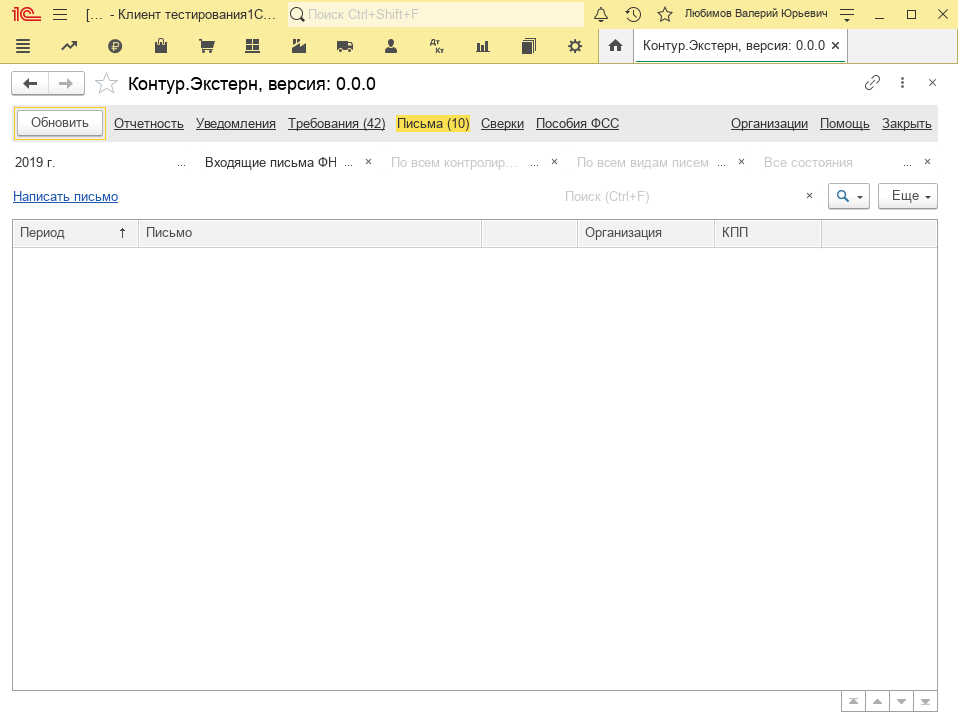 1С [... - Клиент тестирования1С... Поиск Ctrl+Shift+F Любимов Валерий Юрьевич
Дт Кт Контур.Экстерн, версия: 0.0.0 ×
Контур.Экстерн, версия: 0.0.0
Обновить Отчетность Уведомления Требования (42) Письма (10) Сверки Пособия ФСС Организации Помощь Закрыть
2019 г. ... Входящие письма ФН ... × По всем контролир... ... × По всем видам писем ... × Все состояния ... ×
Написать письмо Поиск (Ctrl+F) × Еще
Период ↑ Письмо Организация КПП